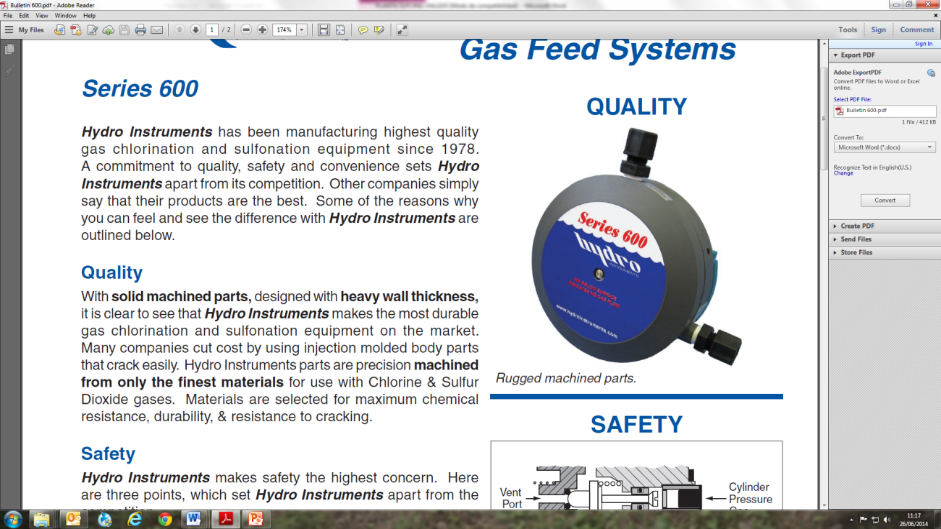 Bulletin 600.pdf - Adobe Reader
File Edit View Window Help
My Files
1 / 2
174%
Tools Sign Comment
Sign In
Export PDF
Adobe ExportPDF
Convert PDF files to Word or Excel
online.
Select PDF File:
Bulletin 600.pdf
1 file / 412 KB
Convert To:
Microsoft Word (*.docx)
Recognize Text in English(U.S.)
Change
Convert
Create PDF
Send Files
Store Files
Gas Feed Systems
Series 600
Hydro Instruments has been manufacturing highest quality
gas chlorination and sulfonation equipment since 1978.
A commitment to quality, safety and convenience sets Hydro
Instruments apart from its competition. Other companies simply
say that their products are the best. Some of the reasons why
you can feel and see the difference with Hydro Instruments are
outlined below.
Quality
With solid machined parts, designed with heavy wall thickness,
it is clear to see that Hydro Instruments makes the most durable
gas chlorination and sulfonation equipment on the market.
Many companies cut cost by using injection molded body parts
that crack easily. Hydro Instruments parts are precision machined
from only the finest materials for use with Chlorine & Sulfur
Dioxide gases. Materials are selected for maximum chemical
resistance, durability, & resistance to cracking.
Safety
Hydro Instruments makes safety the highest concern. Here
are three points, which set Hydro Instruments apart from the
QUALITY
Series 600
hydro
INSTRUMENTS
www.hydroinstruments.com
Rugged machined parts.
SAFETY
Vent
Port
Cylinder
Pressure
11:17
26/06/2014